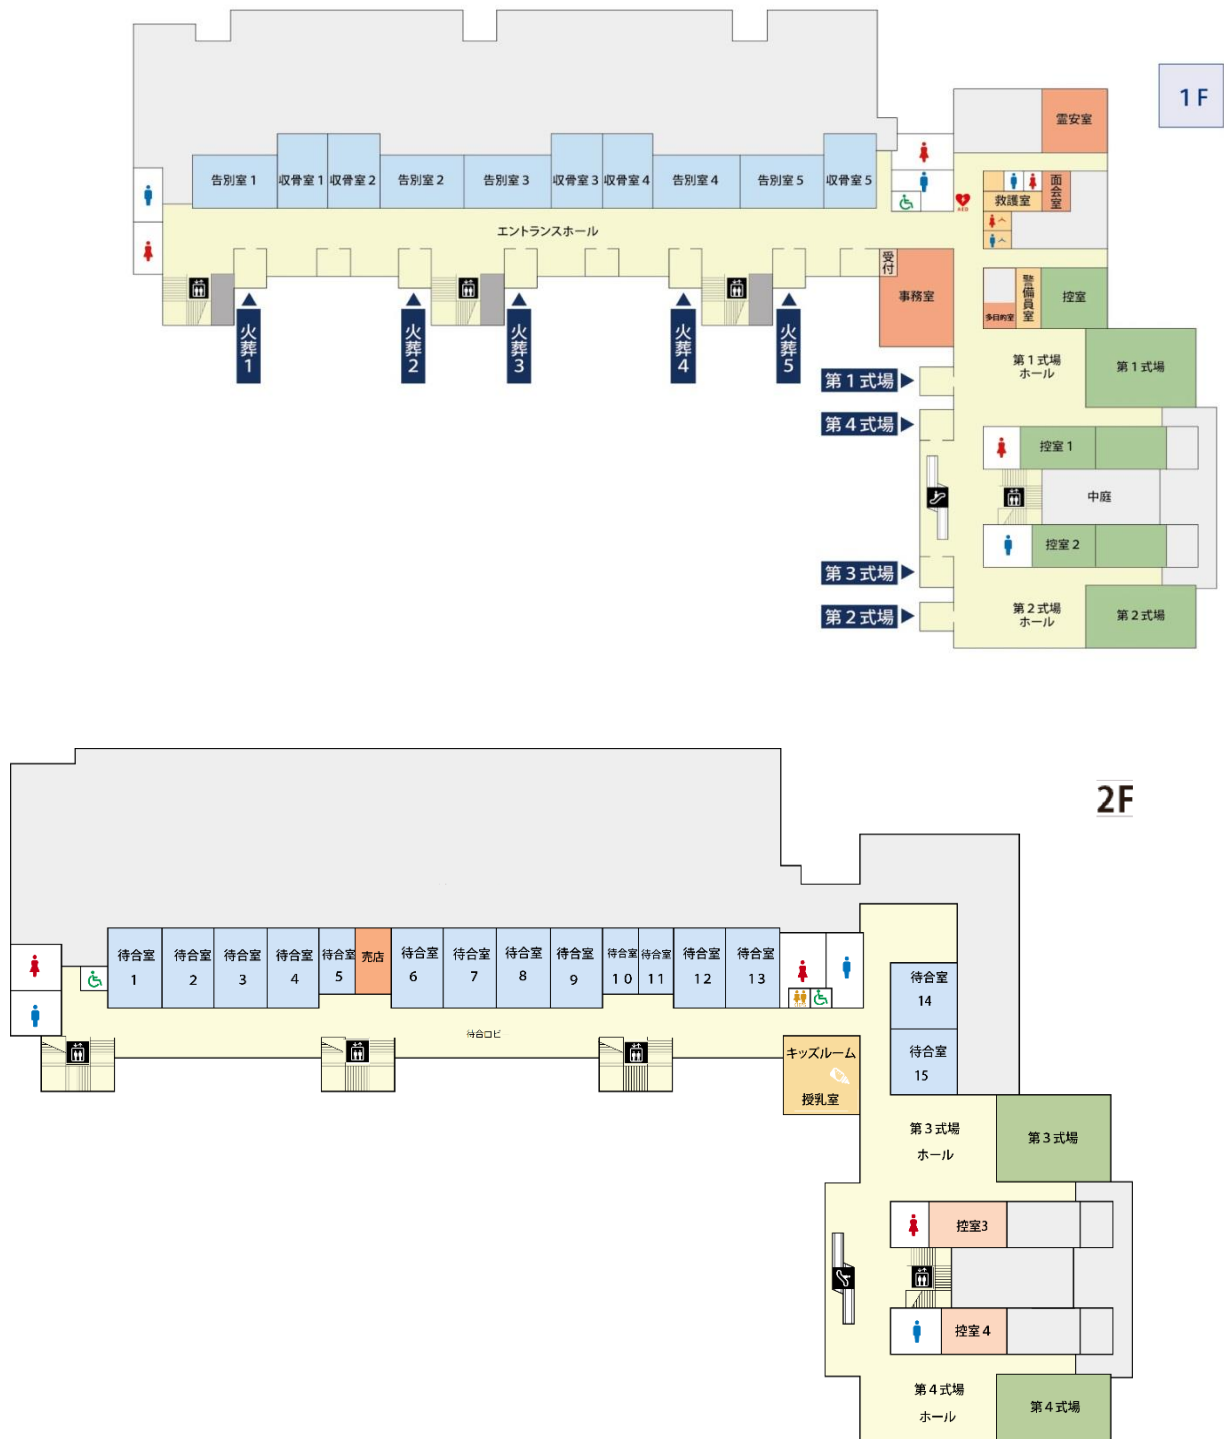 1F
霊安室
告別室1
収骨室1
収骨室2
告別室2
告別室3
収骨室3
収骨室4
告別室4
告別室5
収骨室5
AED
救護室
面会室
エントランスホール
受付
事務室
多目的室
警備員室
控室
火葬1
火葬2
火葬3
火葬4
火葬5
第1式場
ホール
第1式場
第1式場
第4式場
控室1
中庭
控室2
第3式場
第2式場
第2式場
ホール
第2式場
2F
待合室
1
待合室
2
待合室
3
待合室
4
待合室
5
売店
待合室
6
待合室
7
待合室
8
待合室
9
待合室
10
待合室
11
待合室
12
待合室
13
待合室
14
待合室
15
待合ロビー
キッズルーム
授乳室
第3式場
ホール
第3式場
控室3
控室4
第4式場
ホール
第4式場